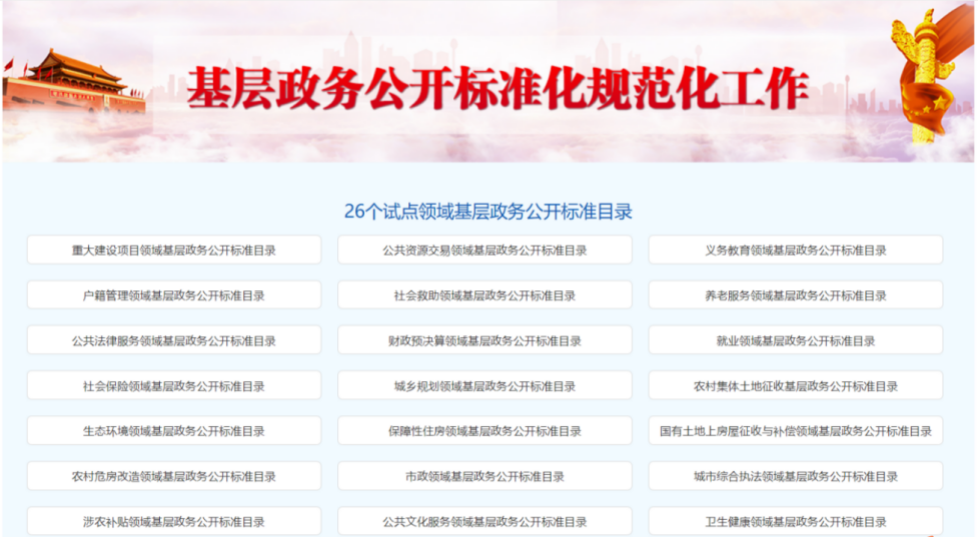 基层政务公开标准化规范化工作
26个试点领域基层政务公开标准目录
重大建设项目领域基层政务公开标准目录
公共资源交易领域基层政务公开标准目录
义务教育领域基层政务公开标准目录
户籍管理领域基层政务公开标准目录
社会救助领域基层政务公开标准目录
养老服务领域基层政务公开标准目录
公共法律服务领域基层政务公开标准目录
财政预决算领域基层政务公开标准目录
就业领域基层政务公开标准目录
社会保险领域基层政务公开标准目录
城乡规划领域基层政务公开标准目录
农村集体土地征收基层政务公开标准目录
生态环境领域基层政务公开标准目录
保障性住房领域基层政务公开标准目录
国有土地上房屋征收与补偿领域基层政务公开标准目录
农村危房改造领域基层政务公开标准目录
市政领域基层政务公开标准目录
城市综合执法领域基层政务公开标准目录
涉农补贴领域基层政务公开标准目录
公共文化服务领域基层政务公开标准目录
卫生健康领域基层政务公开标准目录